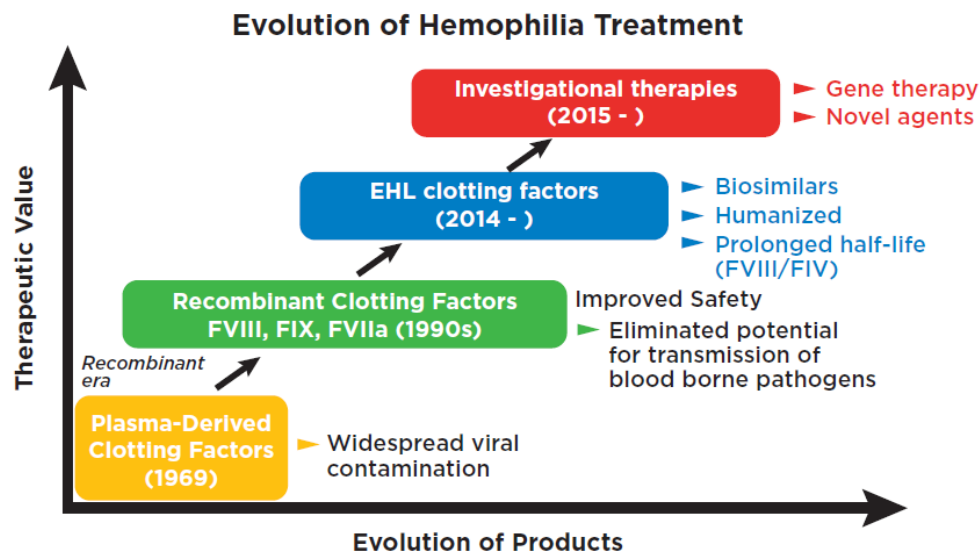 Evolution of Hemophilia Treatment
Therapeutic Value
Investigational therapies
(2015 - )
Gene therapy
Novel agents
EHL clotting factors
(2014 - )
Biosimilars
Humanized
Prolonged half-life
(FVIII/FIV)
Recombinant Clotting Factors
FVIII, FIX, FVIIa (1990s)
Improved Safety
Eliminated potential
for transmission of
blood borne pathogens
Recombinant
era
Plasma-Derived
Clotting Factors
(1969)
Widespread viral
contamination
Evolution of Products